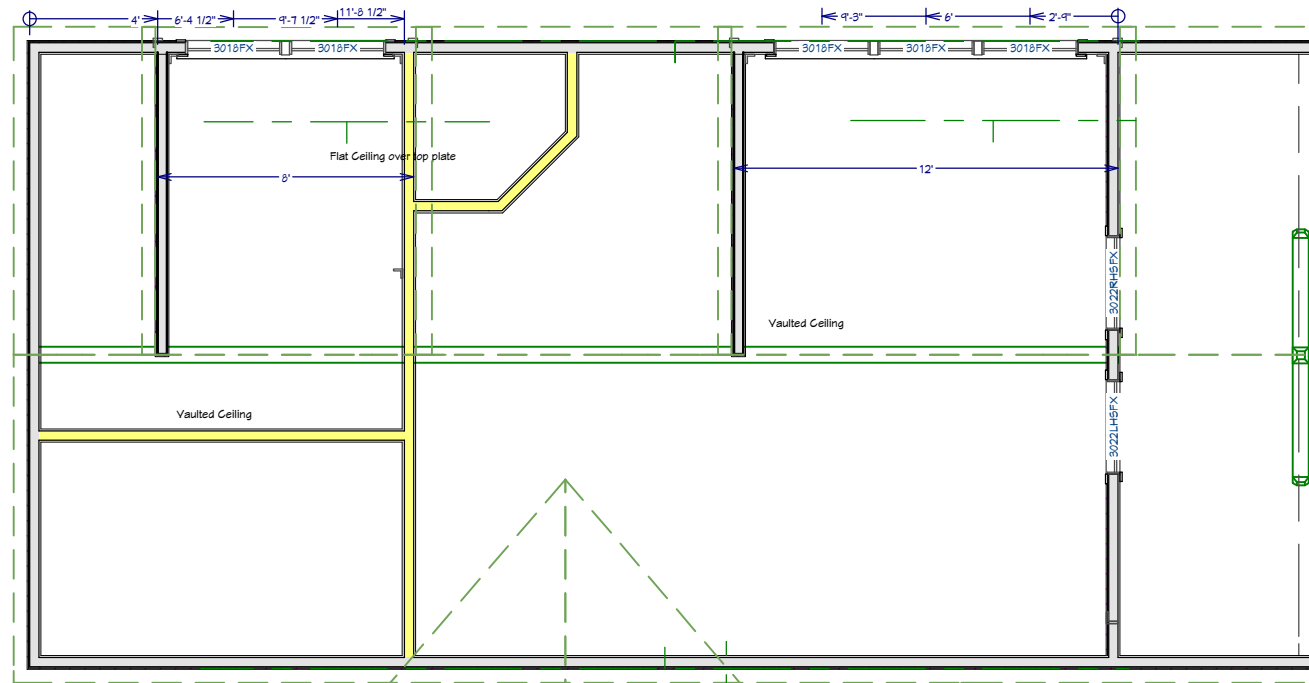 4'
6'-4 1/2"
9'-7 1/2"
11'-8 1/2"
9'-3"
6'
2'-9"
3018FX
3018FX
3018FX
3018FX
3018FX
Flat Ceiling over top plate
8'
12'
3022RHSFX
Vaulted Ceiling
3022LHSFX
Vaulted Ceiling